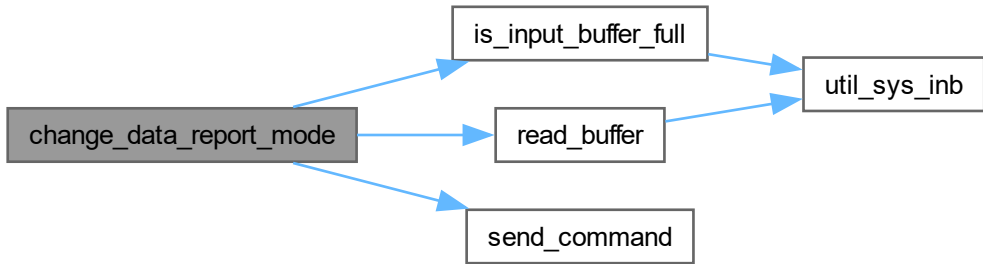 change_data_report_mode
is_input_buffer_full
util_sys_inb
read_buffer
send_command